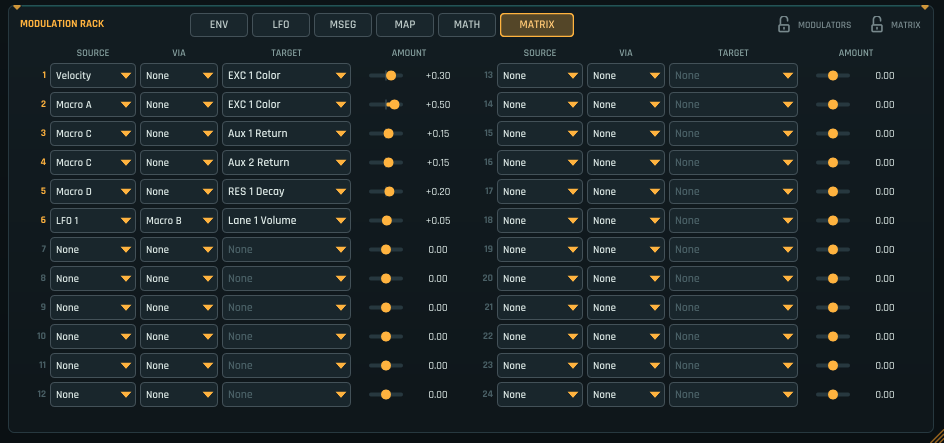 MODULATION RACK ENV LFO MSEG MAP MATH MATRIX MODULATORS MATRIX
SOURCE VIA TARGET AMOUNT SOURCE VIA TARGET AMOUNT
1 Velocity None EXC 1 Color +0.30 13 None None None 0.00
2 Macro A None EXC 1 Color +0.50 14 None None None 0.00
3 Macro C None Aux 1 Return +0.15 15 None None None 0.00
4 Macro C None Aux 2 Return +0.15 16 None None None 0.00
5 Macro D None RES 1 Decay +0.20 17 None None None 0.00
6 LFO 1 Macro B Lane 1 Volume +0.05 18 None None None 0.00
7 None None None 0.00 19 None None None 0.00
8 None None None 0.00 20 None None None 0.00
9 None None None 0.00 21 None None None 0.00
10 None None None 0.00 22 None None None 0.00
11 None None None 0.00 23 None None None 0.00
12 None None None 0.00 24 None None None 0.00